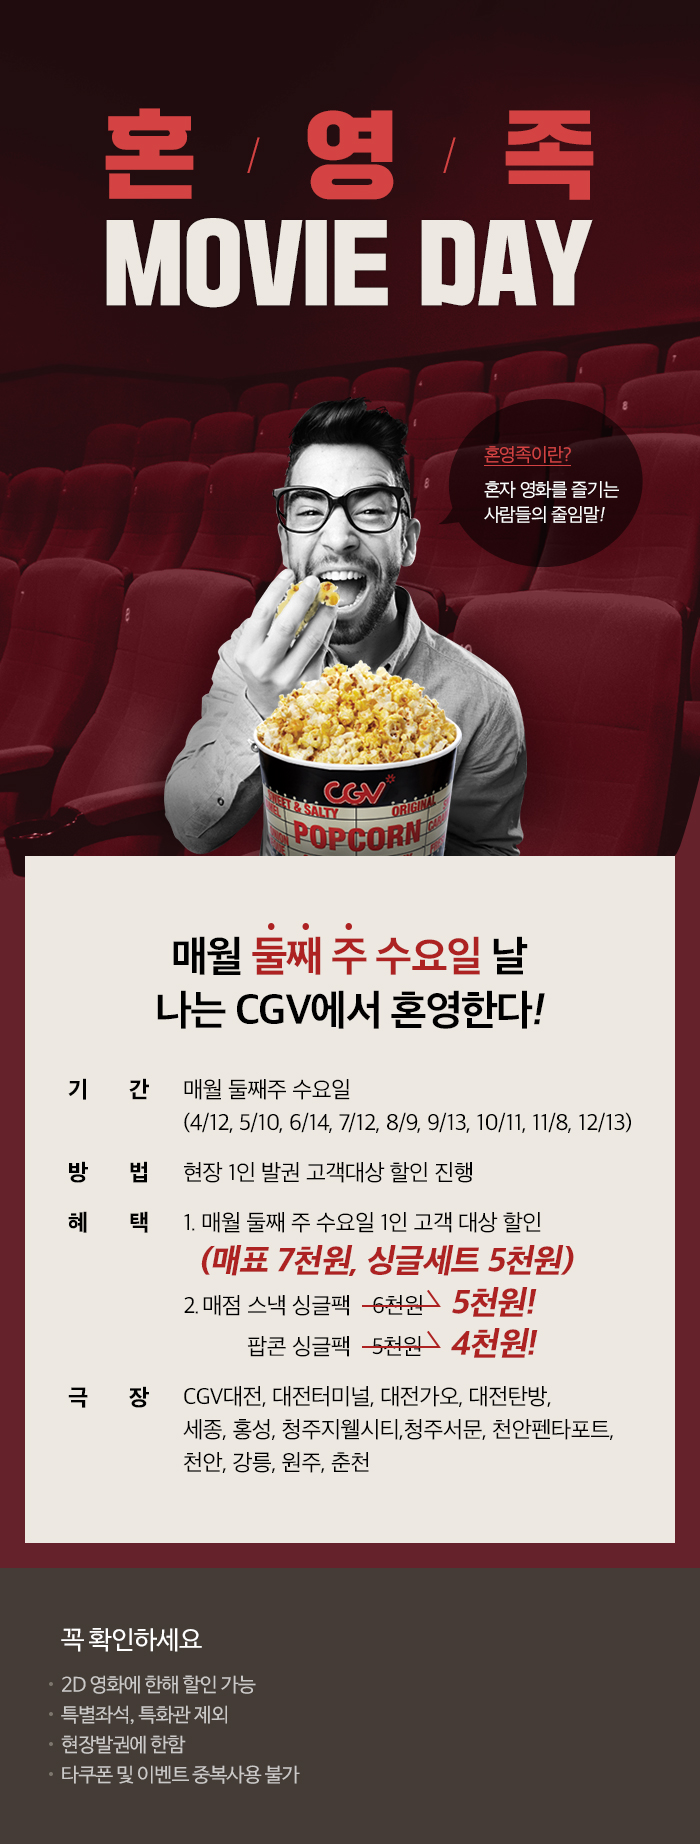 혼 / 영 / 족
MOVIE DAY
혼영족이란?
혼자 영화를 즐기는
사람들의 줄임말!
CGV
SWEET & SALTY
ORIGINAL
POPCORN
매월 둘째 주 수요일 날
나는 CGV에서 혼영한다!
기 간 매월 둘째주 수요일
(4/12, 5/10, 6/14, 7/12, 8/9, 9/13, 10/11, 11/8, 12/13)
방 법 현장 1인 발권 고객대상 할인 진행
혜 택 1. 매월 둘째 주 수요일 1인 고객 대상 할인
(매표 7천원, 싱글세트 5천원)
2. 매점 스낵 싱글팩 6천원 5천원!
팝콘 싱글팩 5천원 4천원!
극 장 CGV대전, 대전터미널, 대전가오, 대전탄방,
세종, 홍성, 청주지웰시티,청주서문, 천안펜타포트,
천안, 강릉, 원주, 춘천
꼭 확인하세요
· 2D 영화에 한해 할인 가능
· 특별좌석, 특화관 제외
· 현장발권에 한함
· 타쿠폰 및 이벤트 중복사용 불가